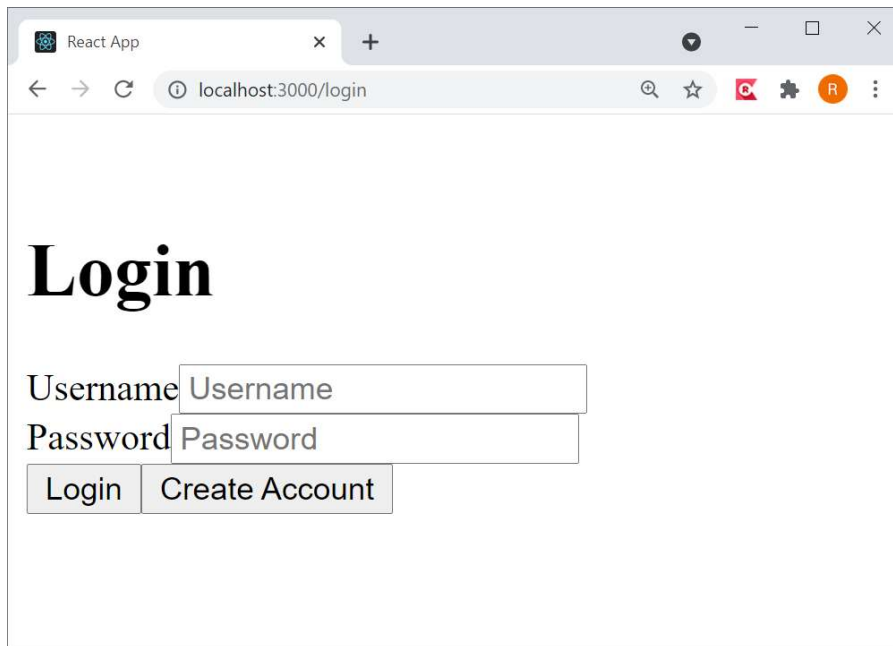 React App
localhost:3000/login
R
Login
Username Username
Password Password
Login Create Account